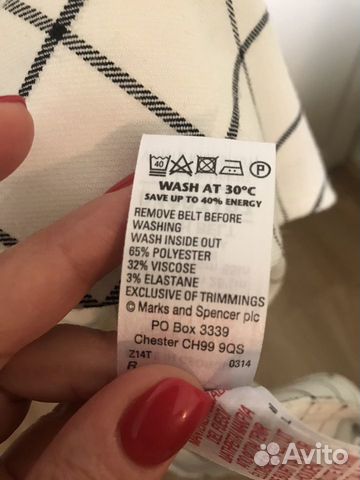 40 P
WASH AT 30°C
SAVE UP TO 40% ENERGY
REMOVE BELT BEFORE
WASHING
WASH INSIDE OUT
65% POLYESTER
32% VISCOSE
3% ELASTANE
EXCLUSIVE OF TRIMMINGS
© Marks and Spencer plc
PO Box 3339
Chester CH99 9QS
Z14T 0314
Avito